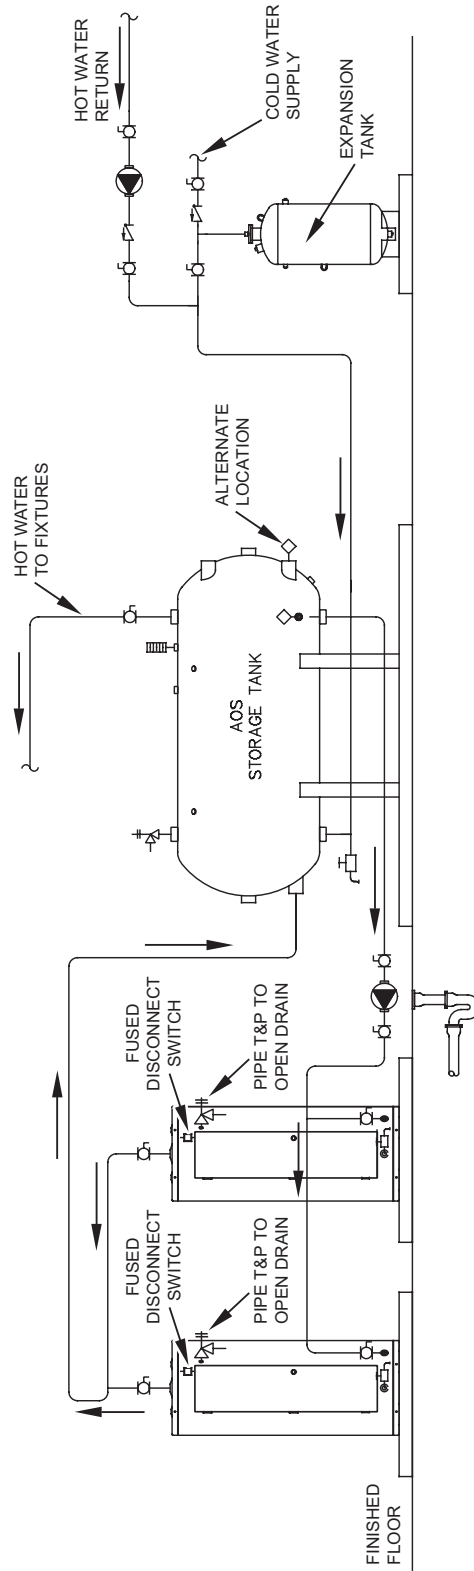 FUSED
DISCONNECT
SWITCH
PIPE T&P TO
OPEN DRAIN
FUSED
DISCONNECT
SWITCH
PIPE T&P TO
OPEN DRAIN
FINISHED
FLOOR
HOT WATER
TO FIXTURES
AOS
STORAGE TANK
ALTERNATE
LOCATION
HOT WATER
RETURN
COLD WATER
SUPPLY
EXPANSION
TANK